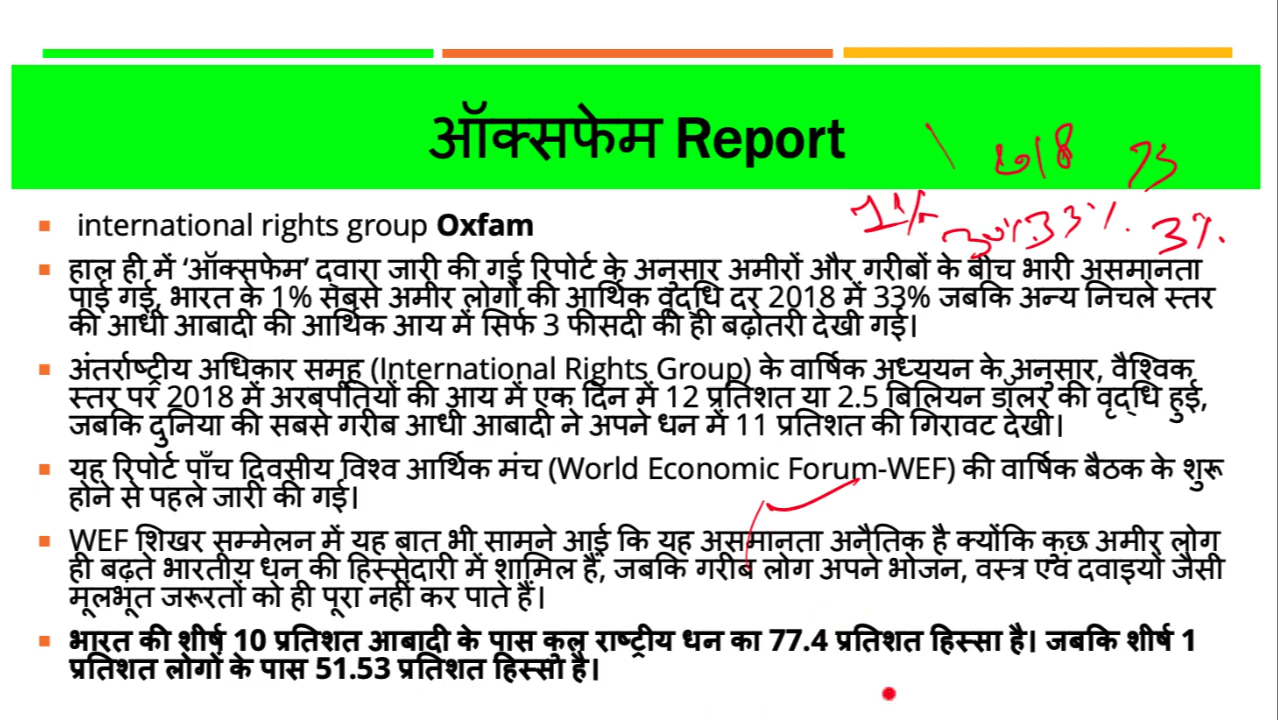 ऑक्सफेम Report
2018
73
1%
30%
33%.
3%.
international rights group Oxfam
हाल ही में ‘ऑक्सफेम’ द्वारा जारी की गई रिपोर्ट के अनुसार अमीरों और गरीबों के बीच भारी असमानता
पाई गई, भारत के 1% सबसे अमीर लोगों की आर्थिक वृद्धि दर 2018 में 33% जबकि अन्य निचले स्तर
की आधी आबादी की आर्थिक आय में सिर्फ 3 फीसदी की ही बढ़ोतरी देखी गई।
अंतर्राष्ट्रीय अधिकार समूह (International Rights Group) के वार्षिक अध्ययन के अनुसार, वैश्विक
स्तर पर 2018 में अरबपतियों की आय में एक दिन में 12 प्रतिशत या 2.5 बिलियन डॉलर की वृद्धि हुई,
जबकि दुनिया की सबसे गरीब आधी आबादी ने अपने धन में 11 प्रतिशत की गिरावट देखी।
यह रिपोर्ट पाँच दिवसीय विश्व आर्थिक मंच (World Economic Forum-WEF) की वार्षिक बैठक के शुरू
होने से पहले जारी की गई।
WEF शिखर सम्मेलन में यह बात भी सामने आई कि यह असमानता अनैतिक है क्योंकि कुछ अमीर लोग
ही बढ़ते भारतीय धन की हिस्सेदारी में शामिल हैं, जबकि गरीब लोग अपने भोजन, वस्त्र एवं दवाइयों जैसी
मूलभूत जरूरतों को ही पूरा नहीं कर पाते हैं।
भारत की शीर्ष 10 प्रतिशत आबादी के पास कुल राष्ट्रीय धन का 77.4 प्रतिशत हिस्सा है। जबकि शीर्ष 1
प्रतिशत लोगों के पास 51.53 प्रतिशत हिस्सा है।